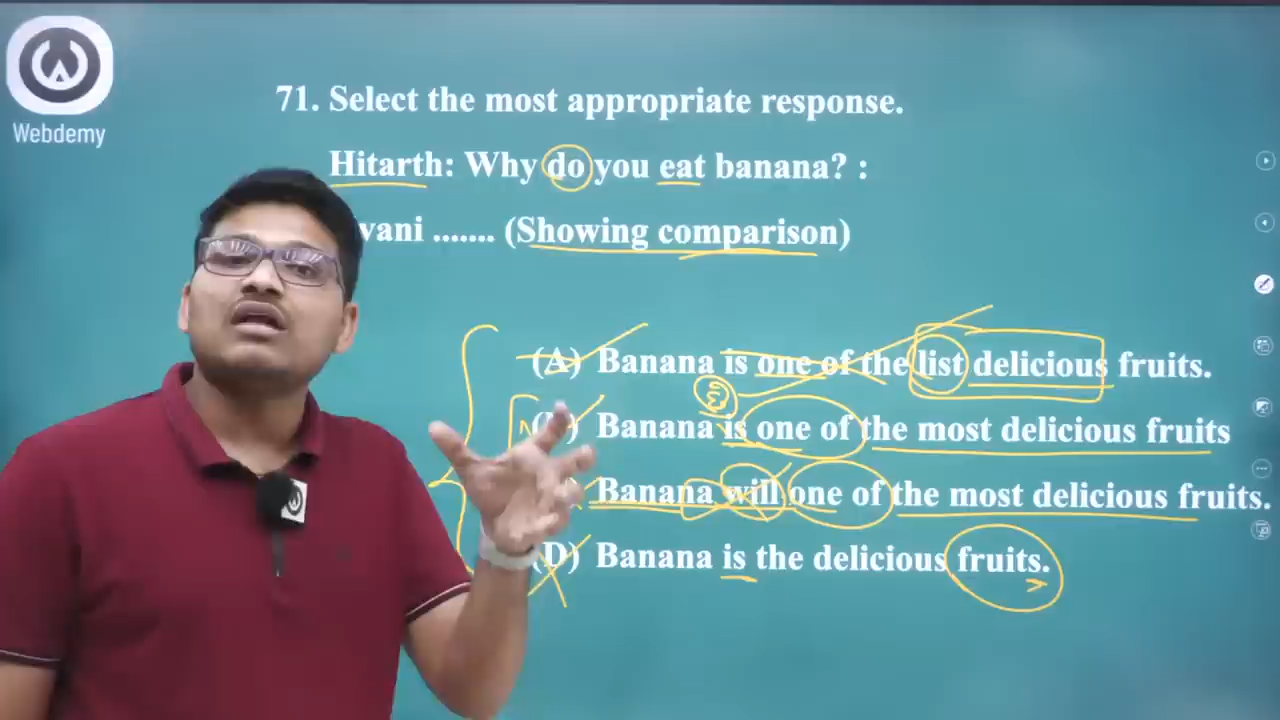 Webdemy
71. Select the most appropriate response.
Hitarth: Why do you eat banana? :
vani ....... (Showing comparison)
(A) Banana is one of the list delicious fruits.
Banana is one of the most delicious fruits
Banana will one of the most delicious fruits.
(D) Banana is the delicious fruits.